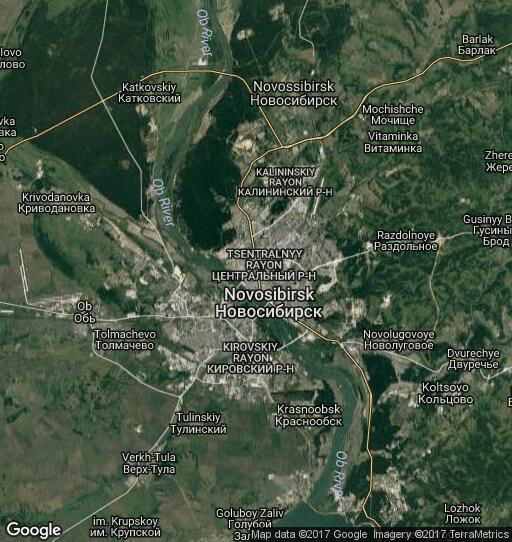 Ob River
Barlak
Барлак
Katkovskiy
Катковский
Novossibirsk
Новосибирск
Mochishche
Мочище
Vitaminka
Витаминка
KALININSKIY
RAYON
КАЛИНИНСКИЙ Р-Н
Krivodanovka
Криводановка
Ob River
Razdolnoye
Раздольное
Gusinyy B
Гусины
Брод
TSENTRALNYY
RAYON
ЦЕНТРАЛЬНЫЙ Р-Н
Novosibirsk
Новосибирск
Ob
Обь
Tolmachevo
Толмачево
KIROVSKIY
RAYON
КИРОВСКИЙ Р-Н
Novolugovoye
Новолуговое
Dvurechye
Двуречье
Koltsovo
Кольцово
Krasnoobsk
Краснообск
Tulinskiy
Тулинский
Verkh-Tula
Верх-Тула
Ob River
im. Krupskoy
им. Крупской
Goluboy Zaliv
Голубой
Зал
Lozhok
Ложок
Google
Map data ©2017 Google Imagery ©2017 TerraMetrics